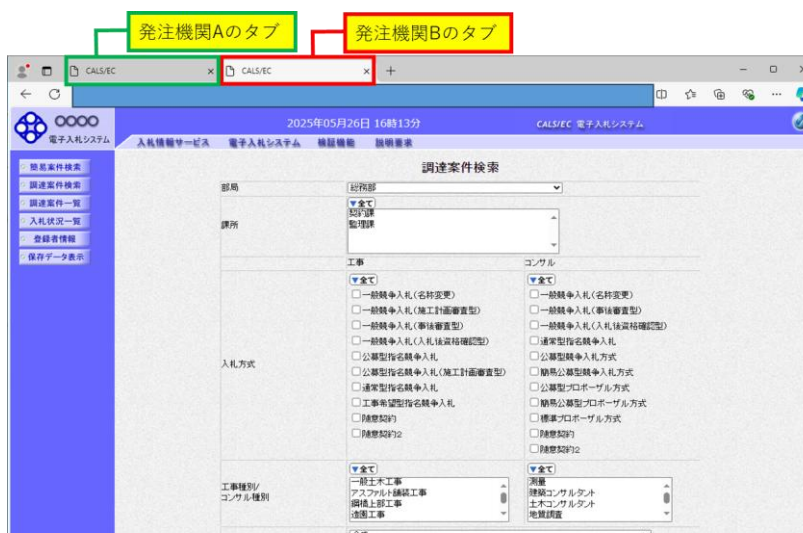 発注機関Aのタブ
発注機関Bのタブ
CALS/EC
CALS/EC
OOOO
電子入札システム
2025年05月26日 16時13分
CALS/EC 電子入札システム
入札情報サービス 電子入札システム 検証機能 説明要求
簡易案件検索
調達案件検索
調達案件一覧
入札状況一覧
登録者情報
保存データ表示
調達案件検索
部局
総務部
課所
▼全て
契約課
監理課
工事
コンサル
入札方式
▼全て
一般競争入札(名称変更)
一般競争入札(施工計画審査型)
一般競争入札(事後審査型)
一般競争入札(入札後資格確認型)
公募型指名競争入札
公募型指名競争入札(施工計画審査型)
通常型指名競争入札
工事希望型指名競争入札
随意契約
随意契約2
▼全て
一般競争入札(名称変更)
一般競争入札(事後審査型)
一般競争入札(入札後資格確認型)
通常型指名競争入札
公募型競争入札方式
簡易公募型競争入札方式
公募型プロポーザル方式
簡易公募型プロポーザル方式
標準プロポーザル方式
随意契約
随意契約2
工事種別/
コンサル種別
▼全て
一般土木工事
アスファルト舗装工事
鋼橋上部工事
造園工事
▼全て
測量
建築コンサルタント
土木コンサルタント
地質調査